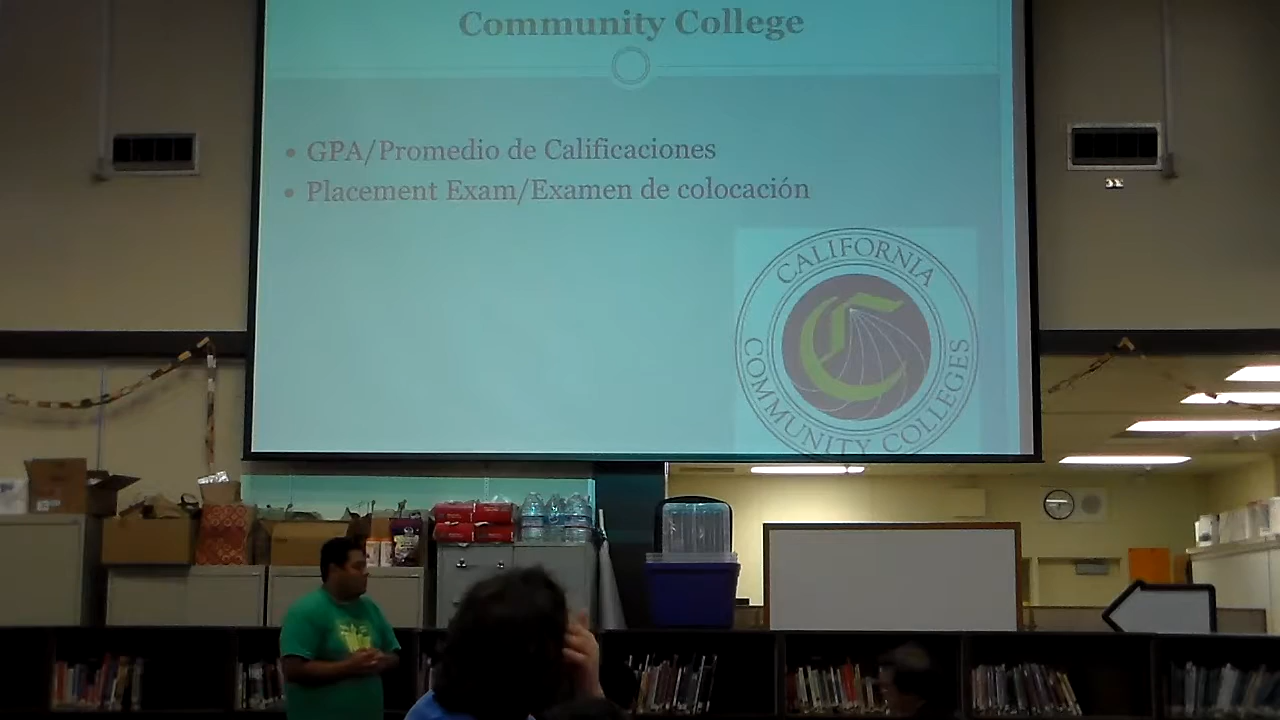 Community College
• GPA/Promedio de Calificaciones
• Placement Exam/Examen de colocación
CALIFORNIA
C
COMMUNITY COLLEGES